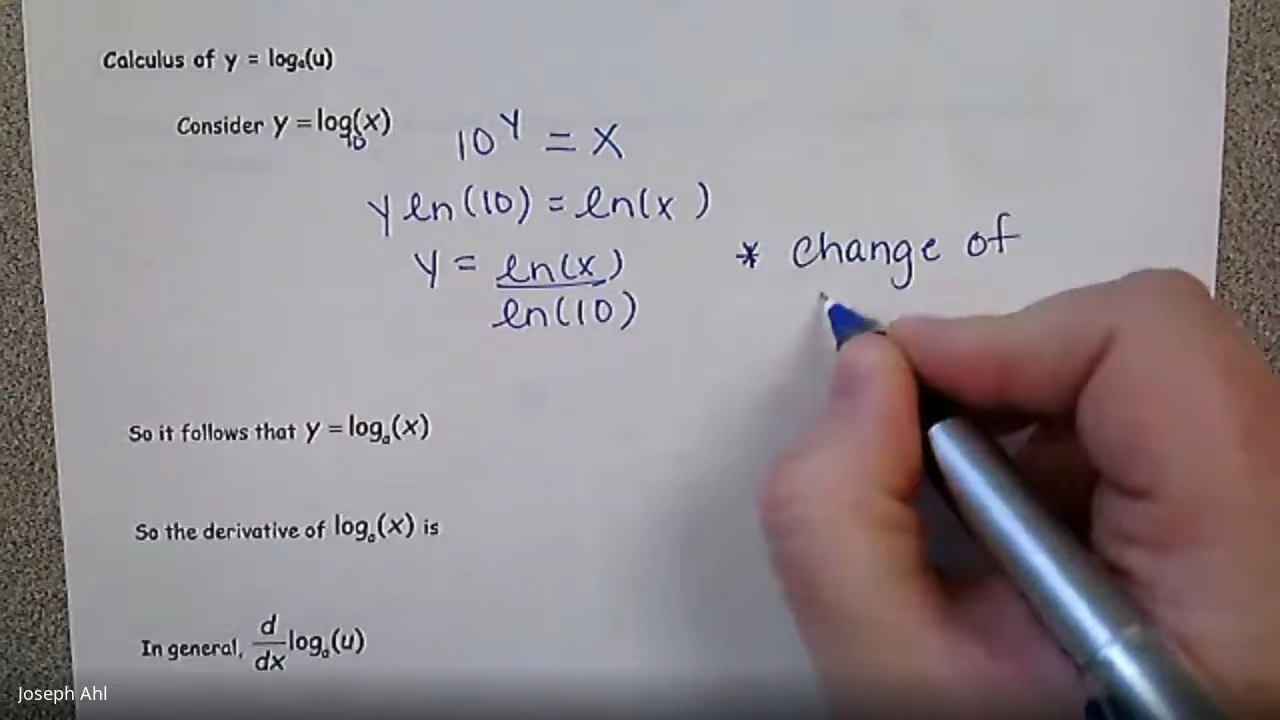 Calculus of y = logₐ(u)
Consider y = log₁₀(x)
10^y = x
y ln(10) = ln(x)
y = ln(x)/ln(10)
* change of
So it follows that y = logₐ(x)
So the derivative of logₐ(x) is
In general, d/dx logₐ(u)
Joseph Ahl